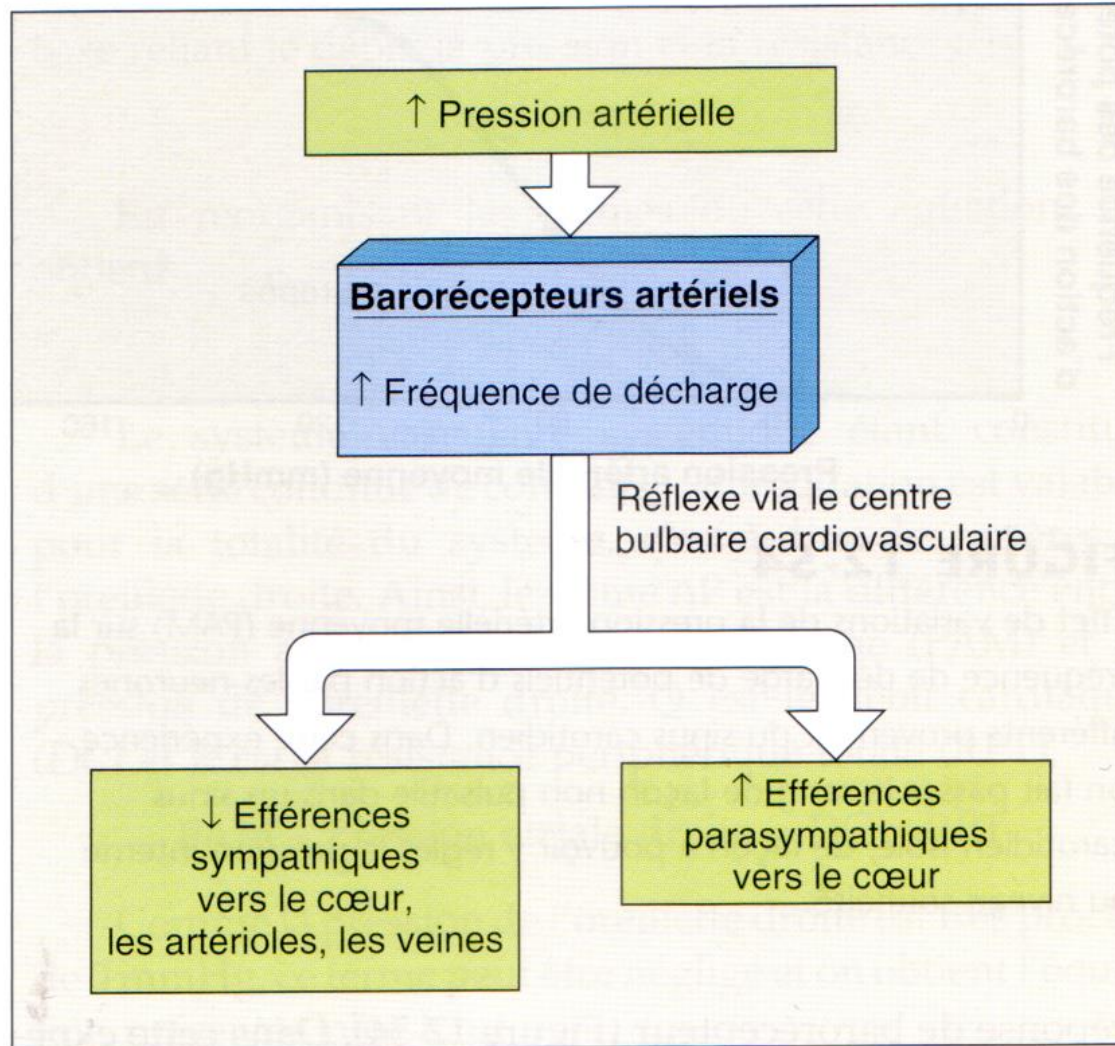 ↑ Pression artérielle
Barorécepteurs artériels
↑ Fréquence de décharge
Réflexe via le centre
bulbaire cardiovasculaire
↓ Efférences
sympathiques
vers le cœur,
les artérioles, les veines
↑ Efférences
parasympathiques
vers le cœur